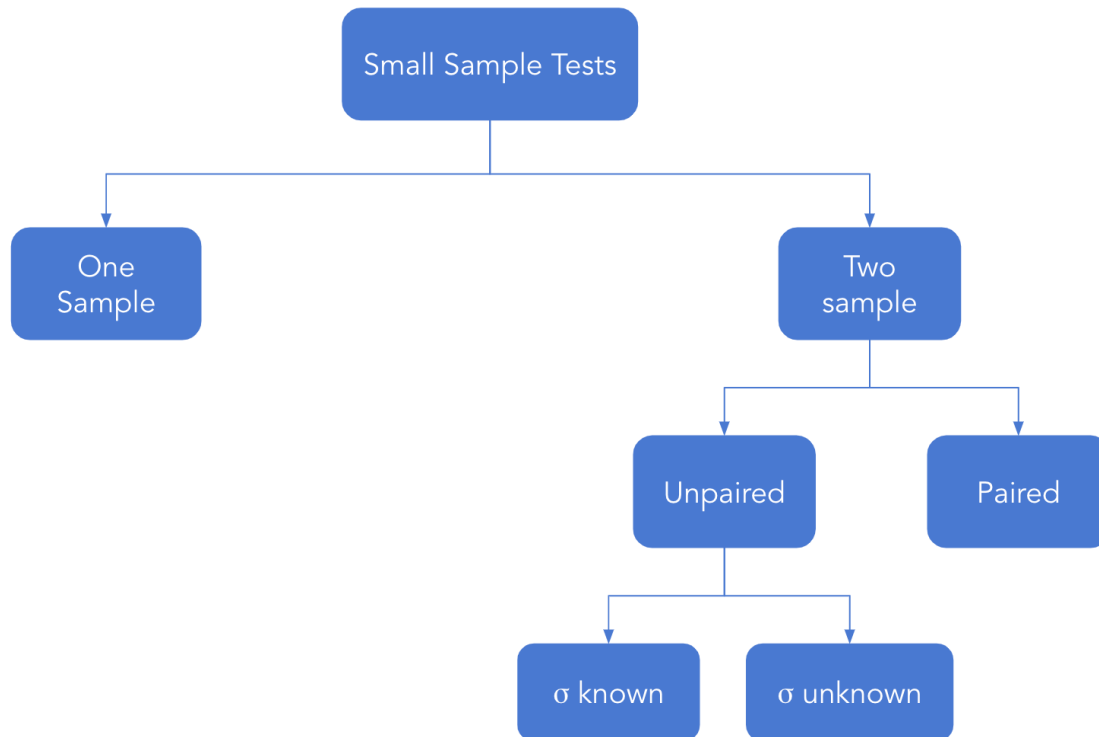 Small Sample Tests
One
Sample
Two
sample
Unpaired
Paired
σ known
σ unknown